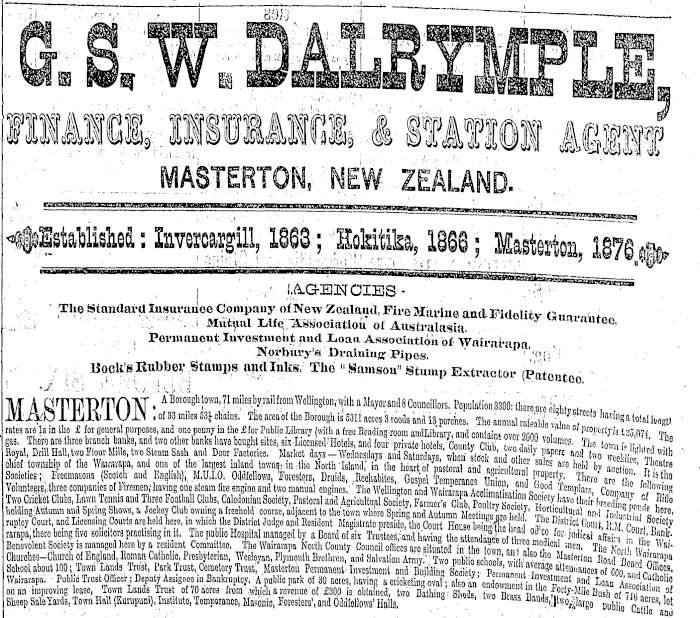 G. S. W. DALRYMPLE,
FINANCE, INSURANCE, & STATION AGENT
MASTERTON, NEW ZEALAND.
Established: Invercargill, 1863; Hokitika, 1866; Masterton, 1876.
AGENCIES
The Standard Insurance Company of New Zealand, Fire Marine and Fidelity Guarantee.
Mutual Life Association of Australasia.
Permanent Investment and Loan Association of Wairarapa.
Norbury's Draining Pipes.
Bock's Rubber Stamps and Inks. The "Samson" Stump Extractor (Patentee.
MASTERTON: A Borough town, 71 miles by rail from Wellington, with a Mayor and 8 Councillors. Population 3300: there are eighty streets having a total length
of 33 miles 53½ chains. The area of the Borough is 5311 acres 3 roods and 13 perches. The annual rateable value of property is £25,074. The
rates are 1s in the £ for general purposes, and one penny in the £ for Public Library (with a free Reading room and Library, and contains over 2000 volumes. The town is lighted with
gas. There are three branch banks, and two other banks have bought sites, six Licensed Hotels, and four private hotels, County Club, two daily papers and two weeklies, Theatre
Royal, Drill Hall, two Flour Mills, two Steam Sash and Door Factories. Market days—Wednesdays and Saturdays, when stock and other sales are held by auction. It is the
chief township of the Wairarapa, and one of the largest inland towns in the North Island, in the heart of pastoral and agricultural property. There are the following
Societies; Freemasons (Scotch and English), M.U.I.O. Oddfellows, Foresters, Druids, Rechabites, Gospel Temperance Union, and Good Templars, Company of Rifle
Volunteers, three companies of Firemen; having one steam fire engine and two manual engines. The Wellington and Wairarapa Acclimatisation Society have their breeding ponds here,
Two Cricket Clubs, Lawn Tennis and Three Football Clubs, Caledonian Society, Pastoral and Agricultural Society, Farmer's Club, Poultry Society, Horticultural and Industrial Society
holding Autumn and Spring Shows, a Jockey Club owning a freehold course, adjacent to the town where Spring and Autumn Meetings are held. The District Court, R.M. Court, Bank-
ruptcy Court, and Licensing Courts are held here, in which the District Judge and Resident Magistrate preside, the Court House being the head office for judicial affairs in the Wai-
rarapa, there being five solicitors practising in it. The public Hospital managed by a Board of six Trustees, and having the attendance of three medical men. The North Wairarapa
Benevolent Society is managed here by a resident Committee. The Wairarapa North County Council offices are situated in the town, and also the Masterton Road Board Offices.
Churches—Church of England, Roman Catholic, Presbyterian, Wesleyan, Plymouth Brethren, and Salvation Army. Two public schools, with average attendances of 600, and Catholic
School about 100; Town Lands Trust, Park Trust, Cemetery Trust, Masterton Permanent Investment and Building Society; Permanent Investment and Loan Association of
Wairarapa. Public Trust Officer; Deputy Assignee in Bankruptcy. A public park of 30 acres, having a cricketing oval; also an endowment in the Forty-Mile Bush of 746 acres, let
on an improving lease, Town Lands Trust of 70 acres from which a revenue of £300 is obtained, two Bathing Sheds, two Brass Bands, two large public Cattle and
Sheep Sale Yards, Town Hall (Kuripuni), Institute, Temperance, Masonic, Foresters', and Oddfellows' Halls.